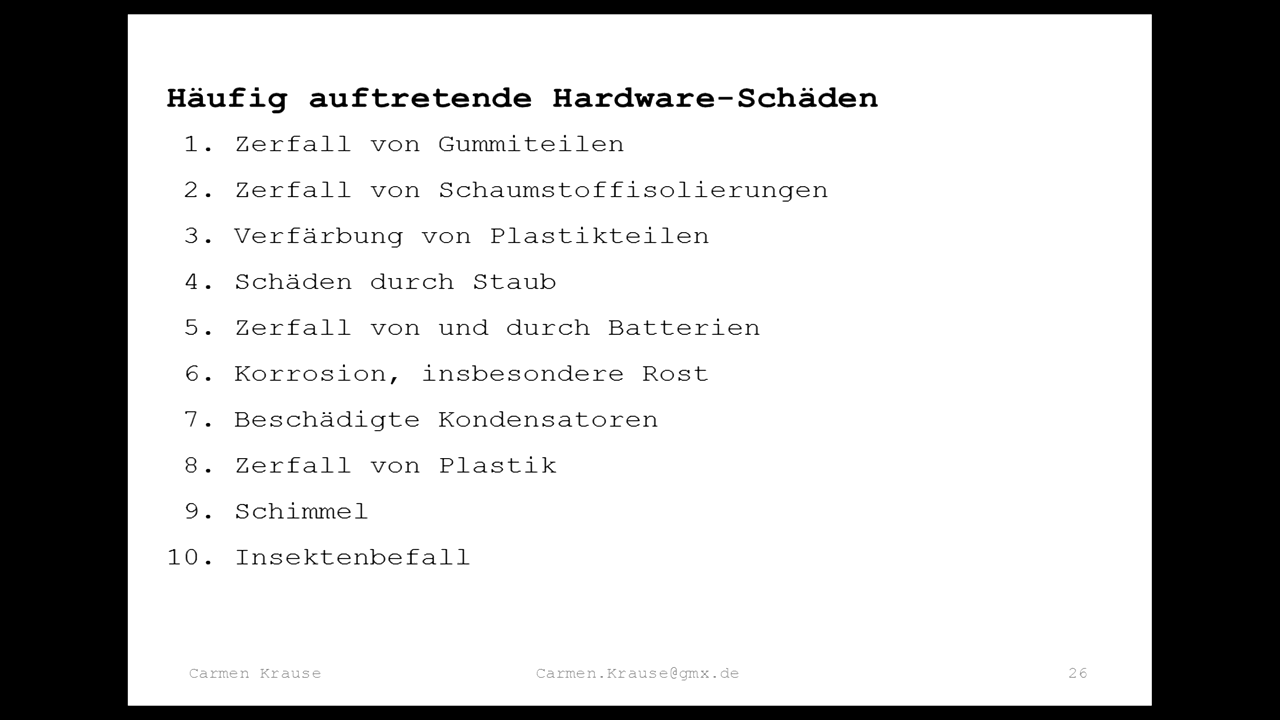 Häufig auftretende Hardware-Schäden
1. Zerfall von Gummiteilen
2. Zerfall von Schaumstoffisolierungen
3. Verfärbung von Plastikteilen
4. Schäden durch Staub
5. Zerfall von und durch Batterien
6. Korrosion, insbesondere Rost
7. Beschädigte Kondensatoren
8. Zerfall von Plastik
9. Schimmel
10. Insektenbefall
Carmen Krause Carmen.Krause@gmx.de 26